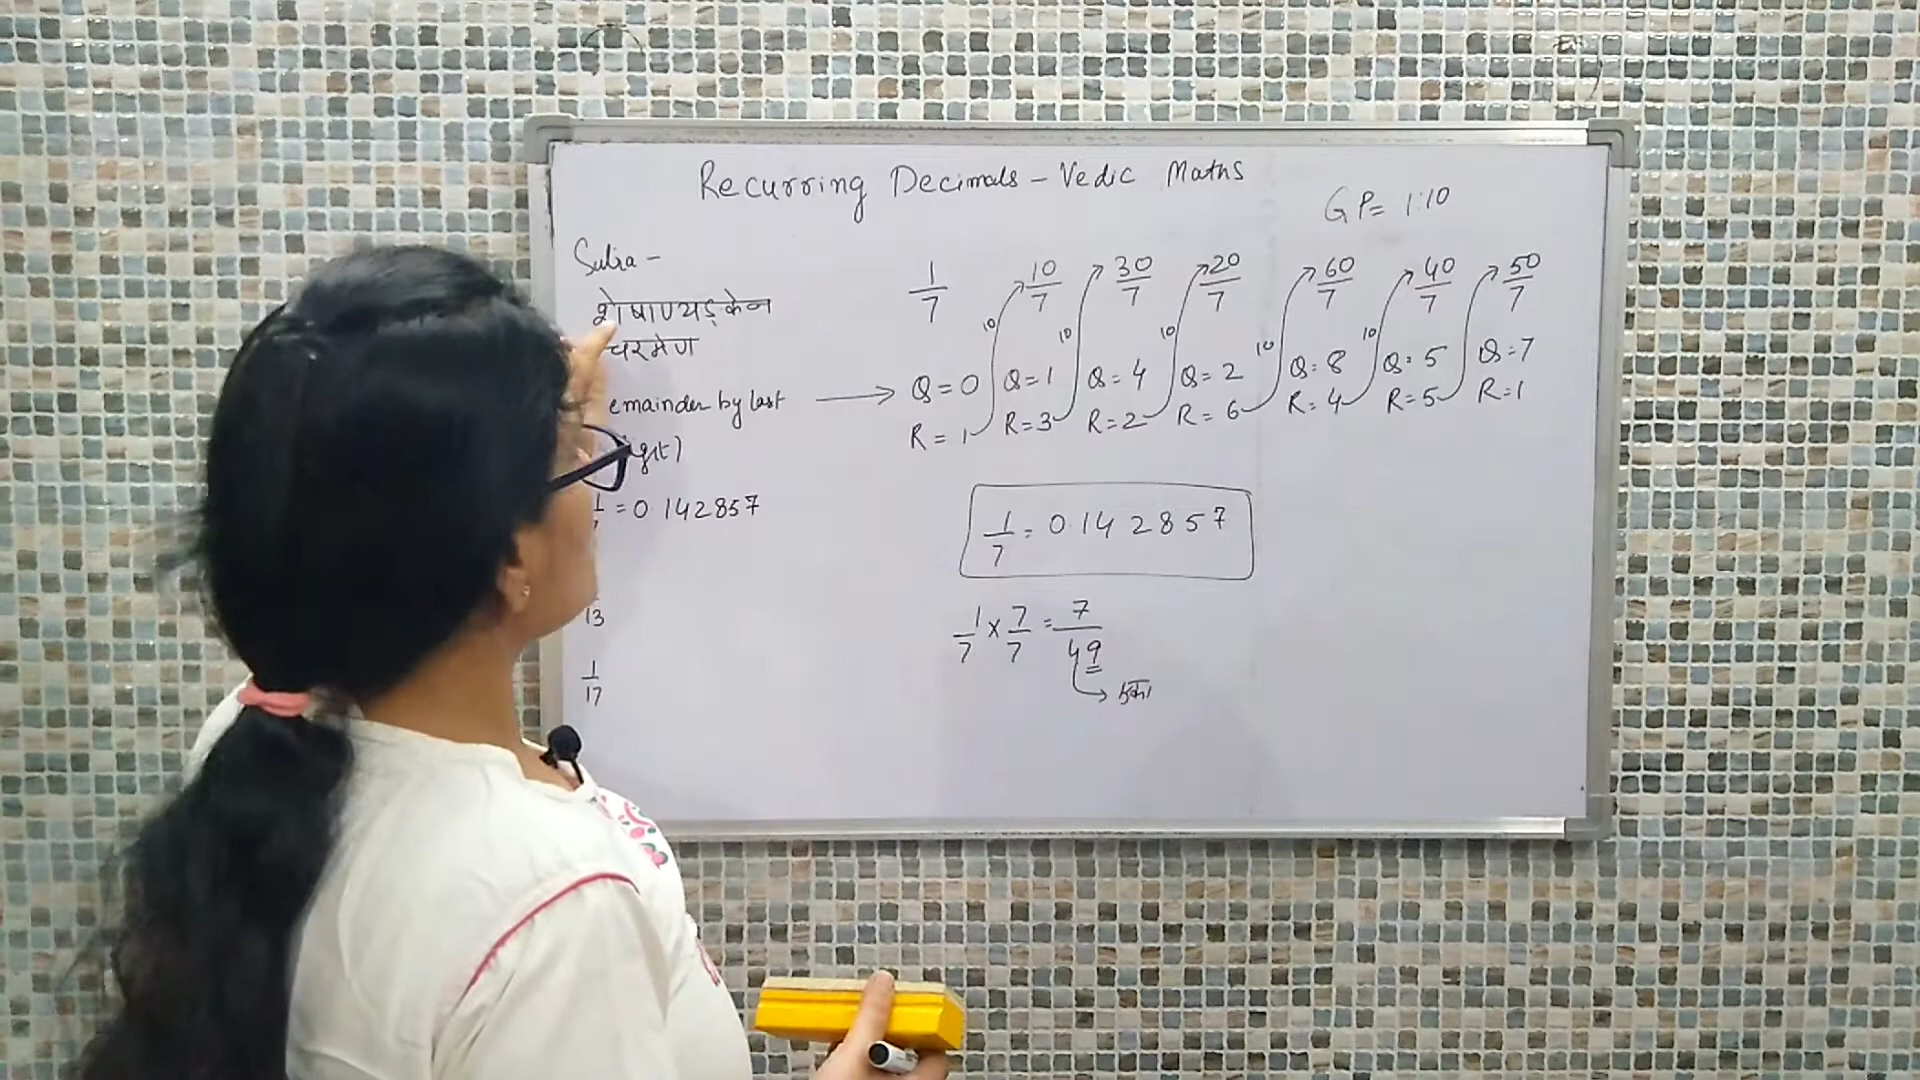 Recurring Decimals - Vedic Maths
GP = 1:10
Sutra -
शेषाण्यङ्केन
चरमेण
emainder by last
igit)
= 0 142857
13
1
17
1/7 10/7 30/7 20/7 60/7 40/7 50/7
10 10 10 10 10
Q = 0 Q = 1 Q = 4 Q = 2 Q = 8 Q = 5 Q = 7
R = 1 R = 3 R = 2 R = 6 R = 4 R = 5 R = 1
1/7 = 0.142857
1/7 × 7/7 = 7/49